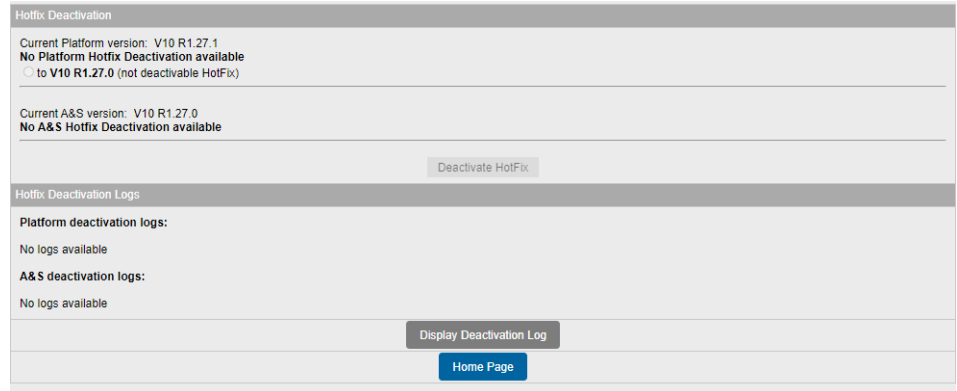 Hotfix Deactivation
Current Platform version: V10 R1.27.1
No Platform Hotfix Deactivation available
to V10 R1.27.0 (not deactivable HotFix)
Current A&S version: V10 R1.27.0
No A&S Hotfix Deactivation available
Deactivate HotFix
Hotfix Deactivation Logs
Platform deactivation logs:
No logs available
A&S deactivation logs:
No logs available
Display Deactivation Log
Home Page